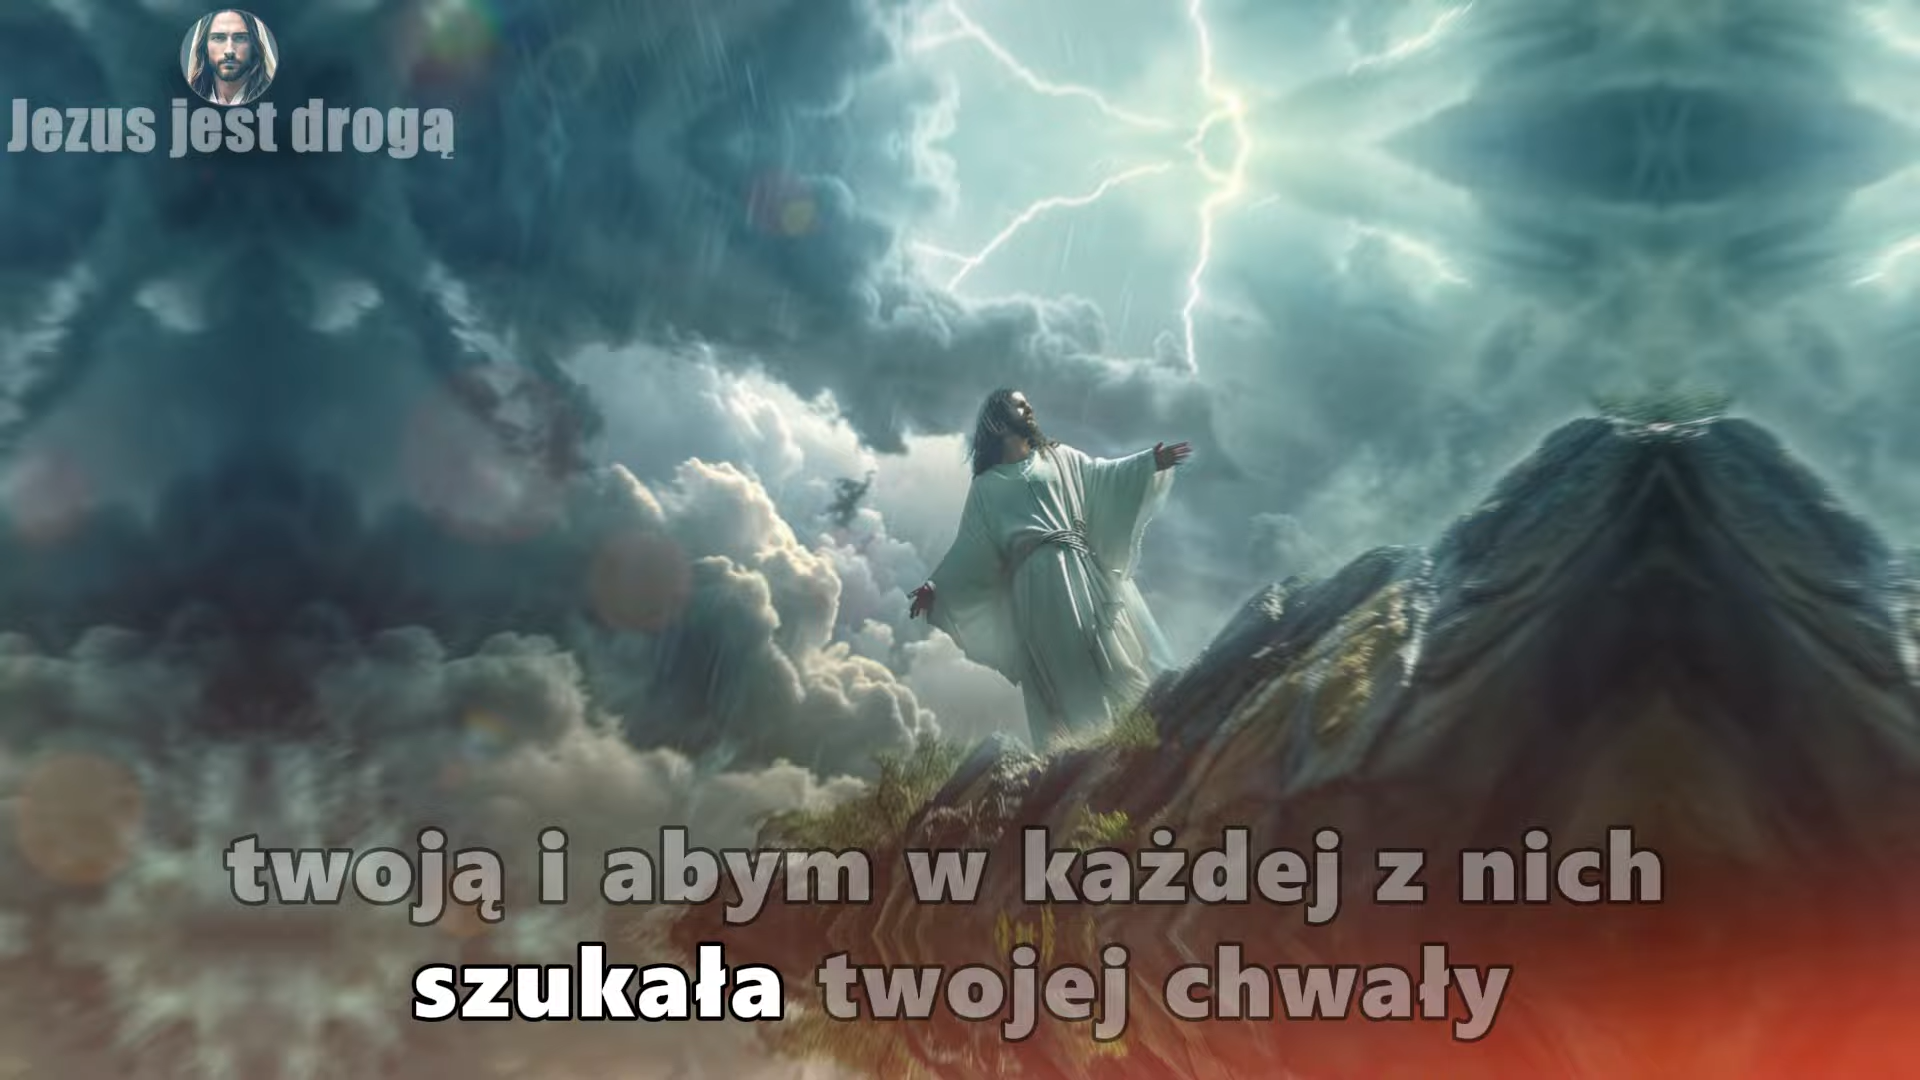 Jezus jest drogą
twoją i abym w każdej z nich
szukała twojej chwały